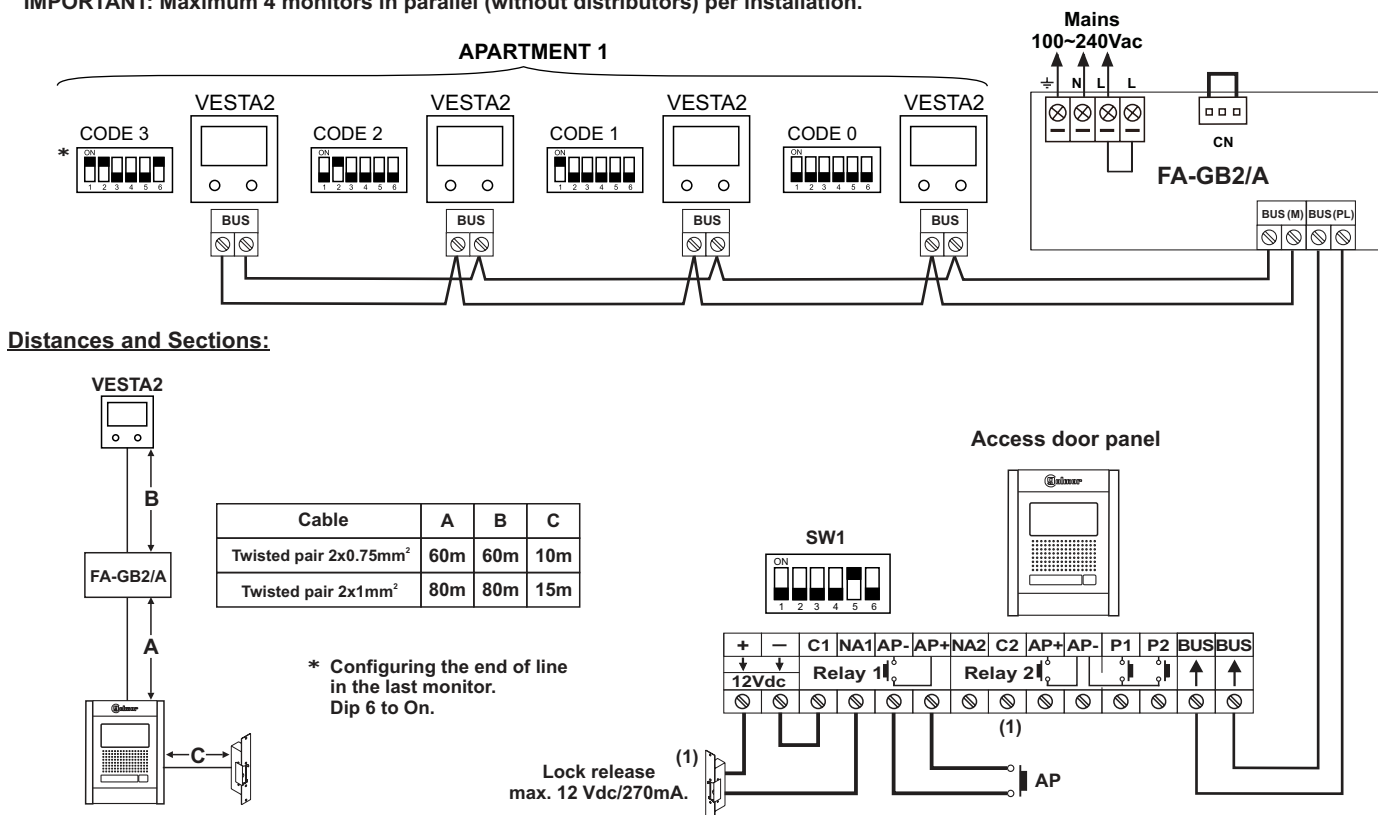 IMPORTANT: Maximum 4 monitors in parallel (without distributors) per installation.
Mains
100~240Vac
APARTMENT 1
N L L
VESTA2 VESTA2 VESTA2 VESTA2
CODE 3 CODE 2 CODE 1 CODE 0
*
ON ON ON ON
1 2 3 4 5 6
1 2 3 4 5 6
1 2 3 4 5 6
1 2 3 4 5 6
CN
FA-GB2/A
BUS BUS BUS BUS
BUS (M) BUS (PL)
Distances and Sections:
VESTA2
B
FA-GB2/A
A
C
Golmar
Cable A B C
Twisted pair 2x0.75mm² 60m 60m 10m
Twisted pair 2x1mm² 80m 80m 15m
* Configuring the end of line
in the last monitor.
Dip 6 to On.
Access door panel
Golmar
SW1
ON
1 2 3 4 5 6
+ − C1 NA1 AP- AP+ NA2 C2 AP+ AP- P1 P2 BUS BUS
12Vdc Relay 1 Relay 2
(1)
(1)
Lock release
max. 12 Vdc/270mA.
AP